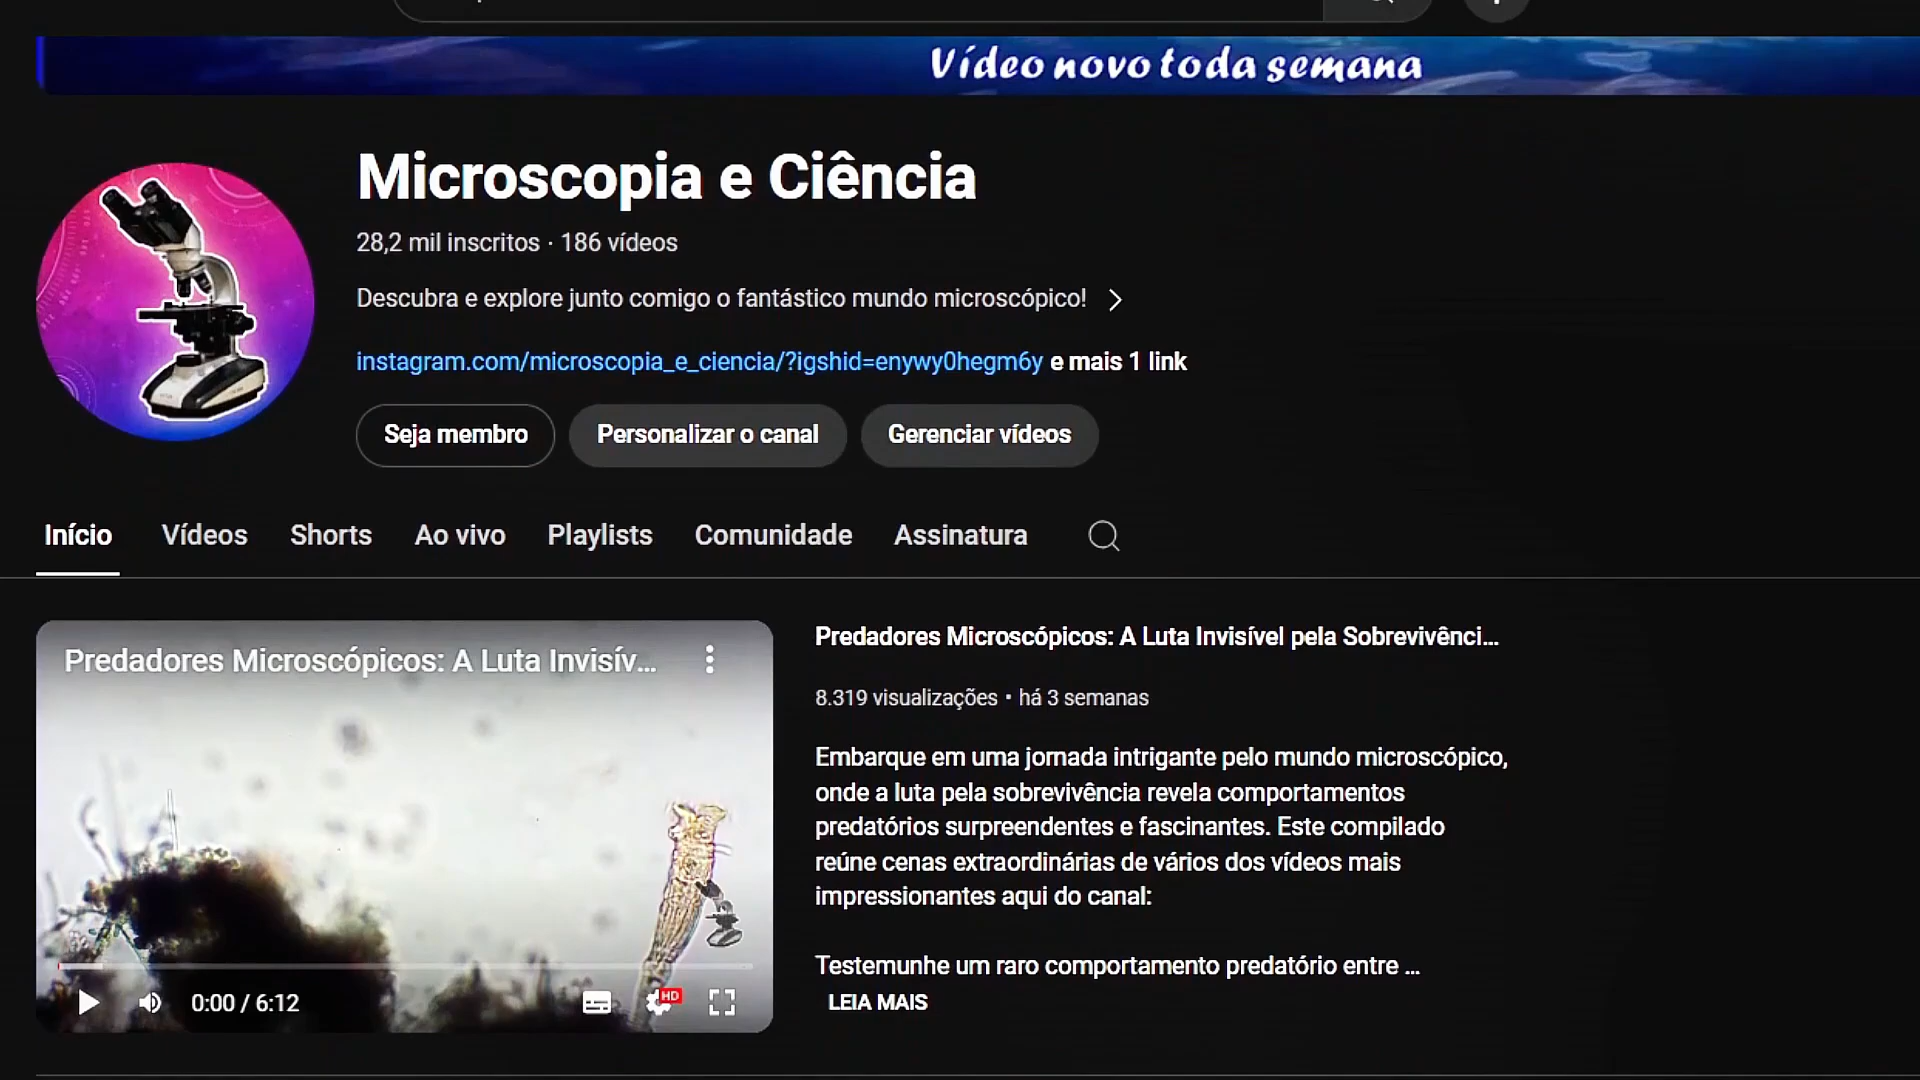 Vídeo novo toda semana
Microscopia e Ciência
28,2 mil inscritos · 186 vídeos
Descubra e explore junto comigo o fantástico mundo microscópico!
instagram.com/microscopia_e_ciencia/?igshid=enywy0hegm6y e mais 1 link
Seja membro Personalizar o canal Gerenciar vídeos
Início Vídeos Shorts Ao vivo Playlists Comunidade Assinatura
Predadores Microscópicos: A Luta Invisív...
0:00 / 6:12
HD
Predadores Microscópicos: A Luta Invisível pela Sobrevivênci...
8.319 visualizações • há 3 semanas
Embarque em uma jornada intrigante pelo mundo microscópico,
onde a luta pela sobrevivência revela comportamentos
predatórios surpreendentes e fascinantes. Este compilado
reúne cenas extraordinárias de vários dos vídeos mais
impressionantes aqui do canal:
Testemunhe um raro comportamento predatório entre ...
LEIA MAIS